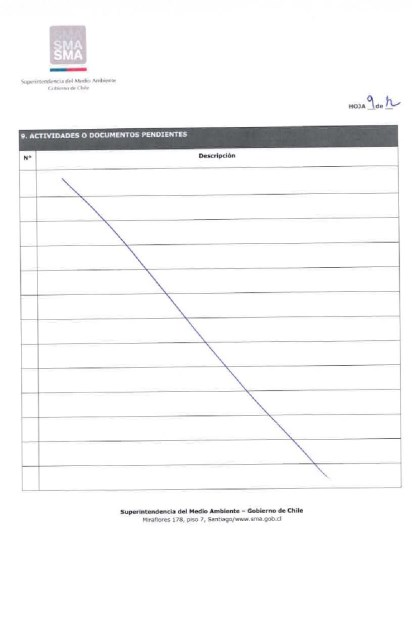 SMA
SMA
Superintendencia del Medio Ambiente
Gobierno de Chile
HOJA 9 de
9. ACTIVIDADES O DOCUMENTOS PENDIENTES
N° Descripción
Superintendencia del Medio Ambiente – Gobierno de Chile
Miraflores 178, piso 7, Santiago/www.sma.gob.cl